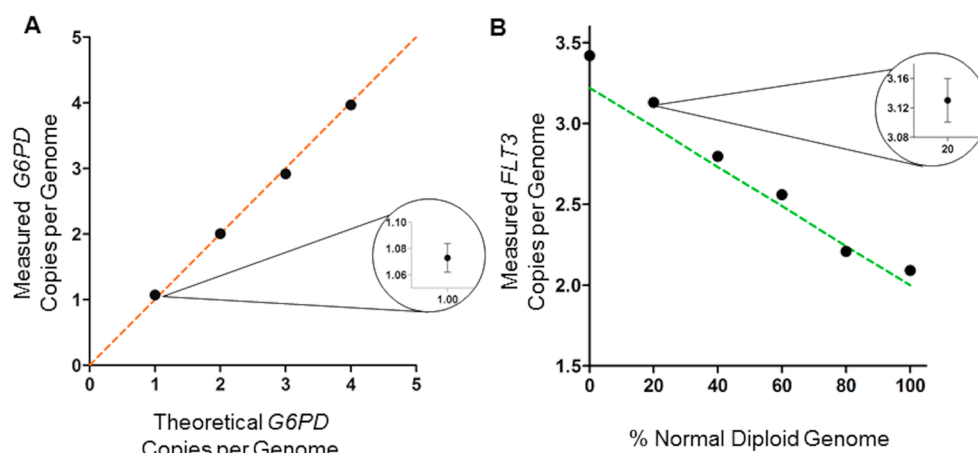 A
Measured G6PD
Copies per Genome
5
4
3
2
1
0
0 1 2 3 4 5
Theoretical G6PD
Copies per Genome
1.10
1.08
1.06
1.00
B
Measured FLT3
Copies per Genome
3.5
3.0
2.5
2.0
1.5
0 20 40 60 80 100
% Normal Diploid Genome
3.16
3.12
3.08
20